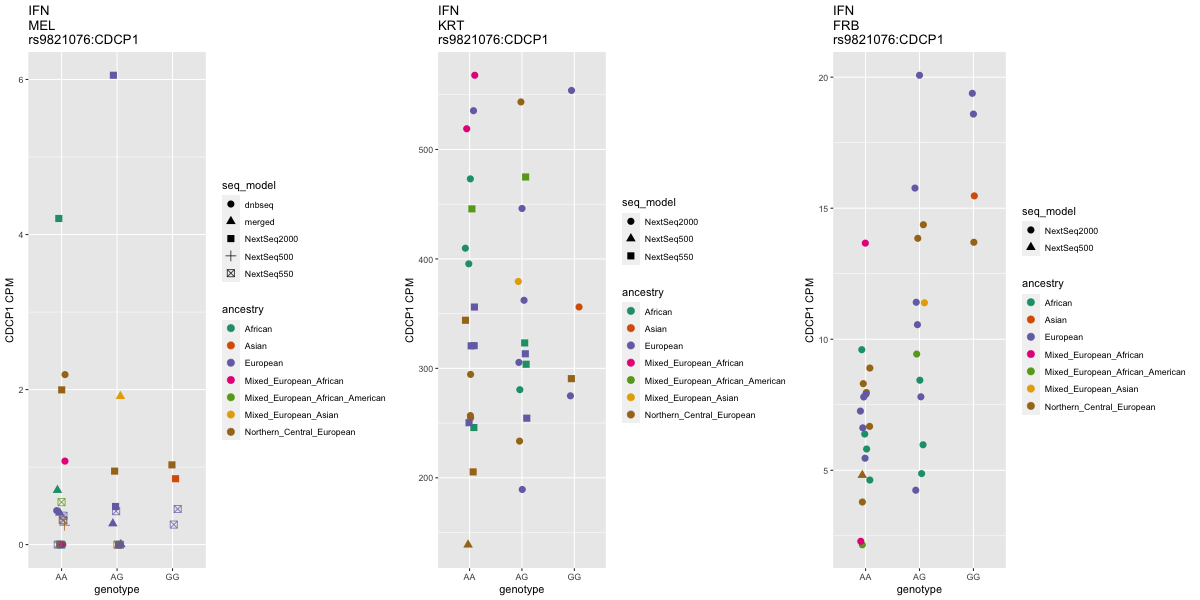 IFN
MEL
rs9821076:CDCP1
6
4
2
0
CDCP1 CPM
AA
AG
GG
genotype
seq_model
dnbseq
merged
NextSeq2000
NextSeq500
NextSeq550
ancestry
African
Asian
European
Mixed_European_African
Mixed_European_African_American
Mixed_European_Asian
Northern_Central_European
IFN
KRT
rs9821076:CDCP1
500
400
300
200
CDCP1 CPM
AA
AG
GG
genotype
seq_model
NextSeq2000
NextSeq500
NextSeq550
ancestry
African
Asian
European
Mixed_European_African
Mixed_European_African_American
Mixed_European_Asian
Northern_Central_European
IFN
FRB
rs9821076:CDCP1
20
15
10
5
CDCP1 CPM
AA
AG
GG
genotype
seq_model
NextSeq2000
NextSeq500
ancestry
African
Asian
European
Mixed_European_African
Mixed_European_African_American
Mixed_European_Asian
Northern_Central_European